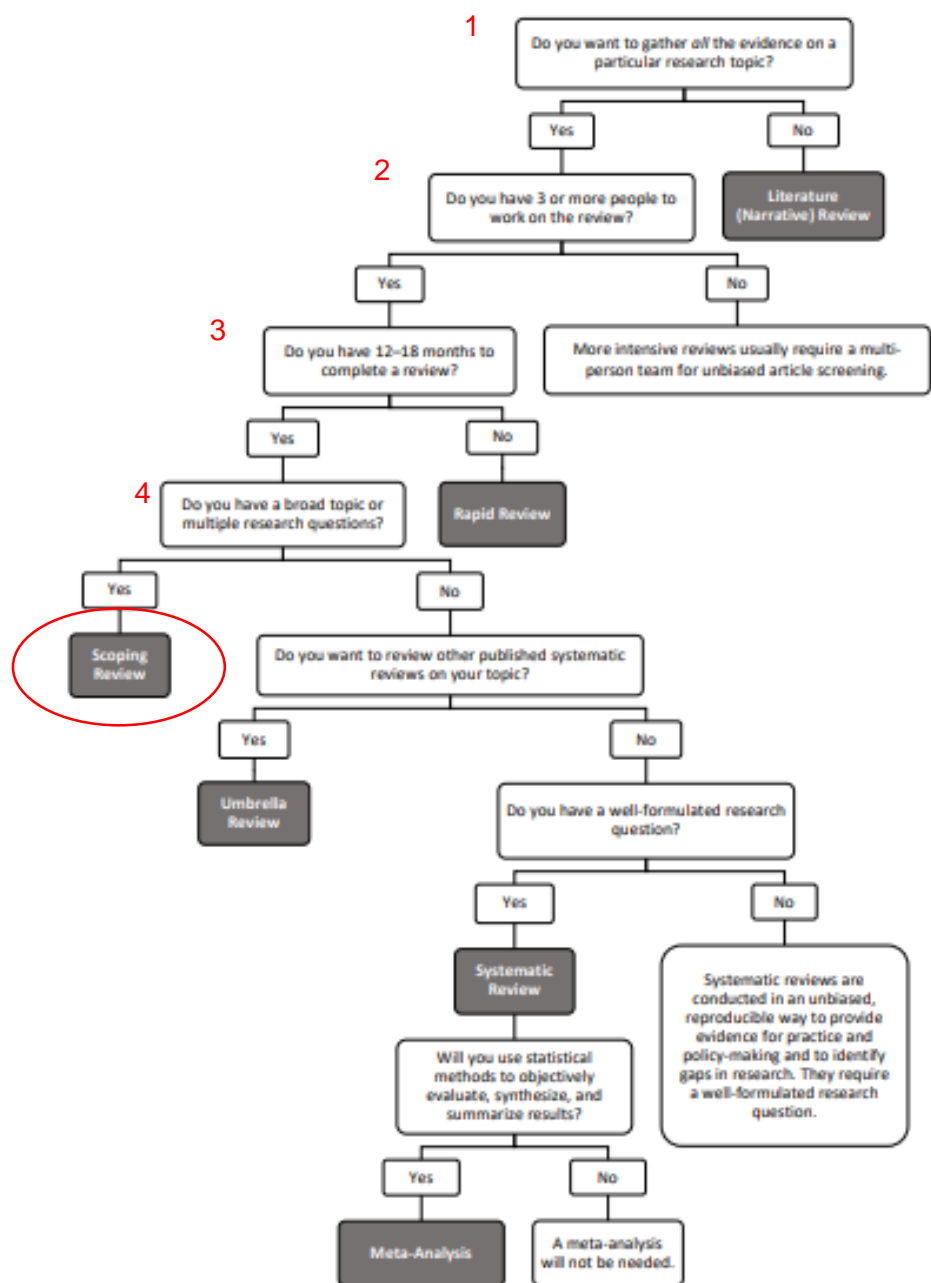 1
Do you want to gather all the evidence on a
particular research topic?
Yes
No
2
Do you have 3 or more people to
work on the review?
Literature
(Narrative) Review
Yes
No
3
Do you have 12–18 months to
complete a review?
More intensive reviews usually require a multi-
person team for unbiased article screening.
Yes
No
4
Do you have a broad topic or
multiple research questions?
Rapid Review
Yes
No
Scoping
Review
Do you want to review other published systematic
reviews on your topic?
Yes
No
Umbrella
Review
Do you have a well-formulated research
question?
Yes
No
Systematic
Review
Systematic reviews are
conducted in an unbiased,
reproducible way to provide
evidence for practice and
policy-making and to identify
gaps in research. They require
a well-formulated research
question.
Will you use statistical
methods to objectively
evaluate, synthesize, and
summarize results?
Yes
No
Meta-Analysis
A meta-analysis
will not be needed.